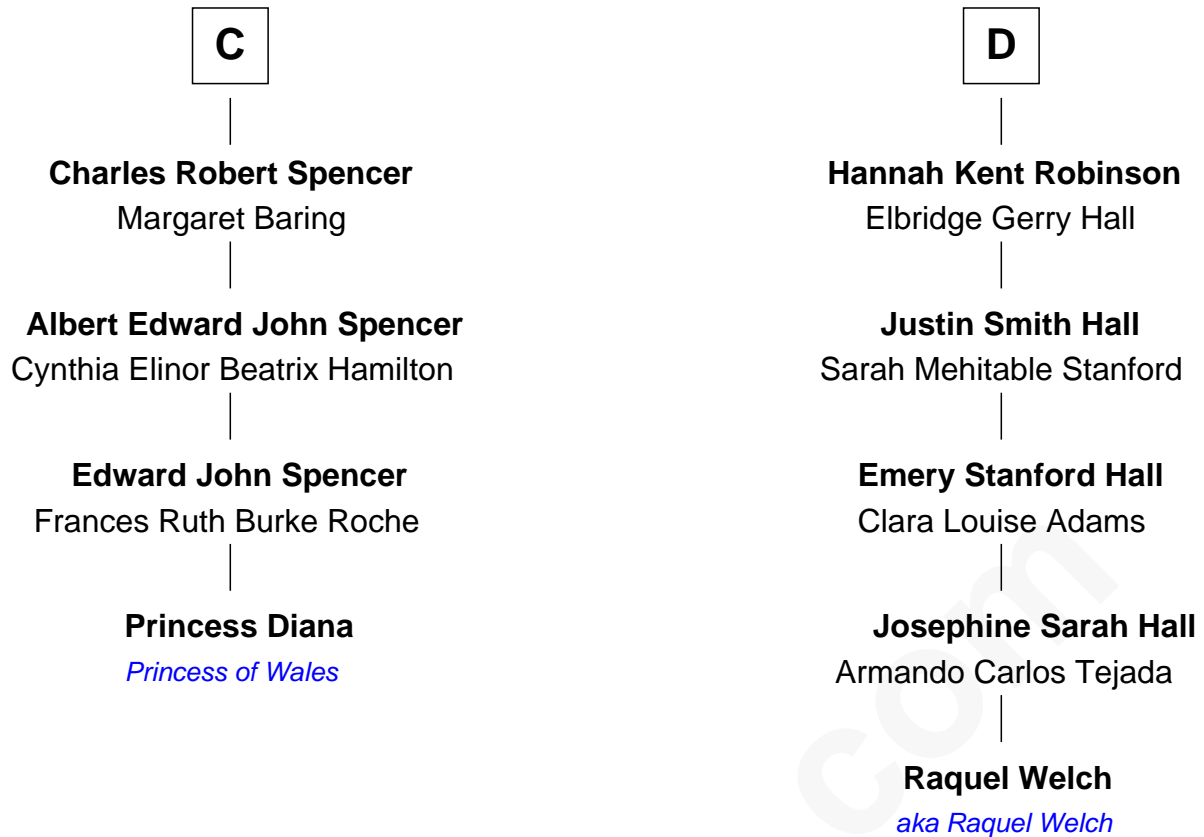 C
Charles Robert Spencer
Margaret Baring
Albert Edward John Spencer
Cynthia Elinor Beatrix Hamilton
Edward John Spencer
Frances Ruth Burke Roche
Princess Diana
Princess of Wales
D
Hannah Kent Robinson
Elbridge Gerry Hall
Justin Smith Hall
Sarah Mehitable Stanford
Emery Stanford Hall
Clara Louise Adams
Josephine Sarah Hall
Armando Carlos Tejada
Raquel Welch
aka Raquel Welch
com